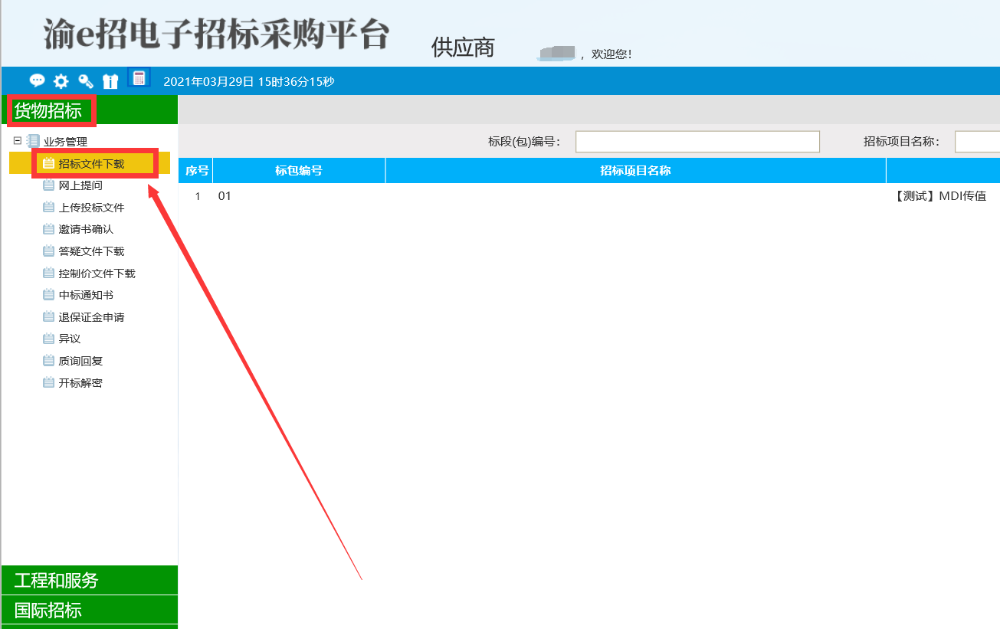 渝e招电子招标采购平台
供应商
，欢迎您！
2021年03月29日 15时36分15秒
货物招标
业务管理
招标文件下载
网上提问
上传投标文件
邀请书确认
答疑文件下载
控制价文件下载
中标通知书
退保证金申请
异议
质询回复
开标解密
工程和服务
国际招标
标段(包)编号： 招标项目名称：
序号 标包编号 招标项目名称
1 01 【测试】MDI传值